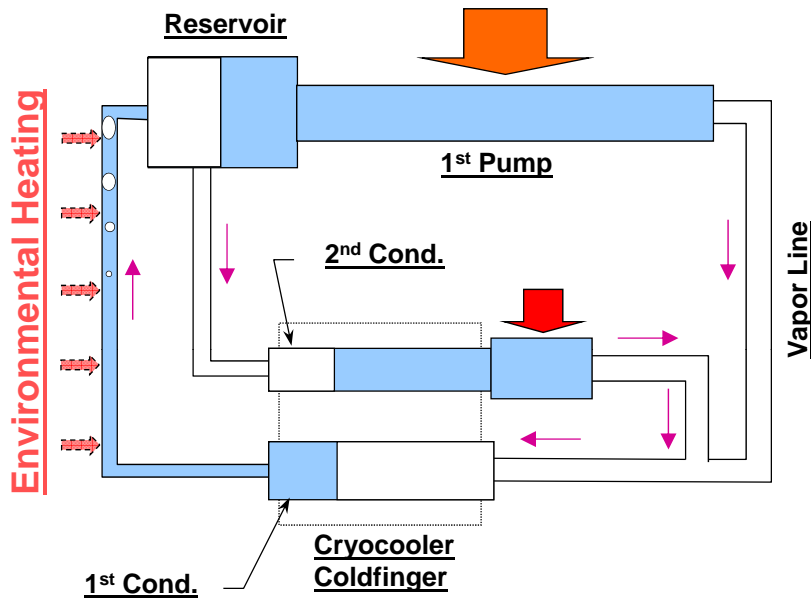 Reservoir
Environmental Heating
1st Pump
2nd Cond.
Vapor Line
Cryocooler
Coldfinger
1st Cond.